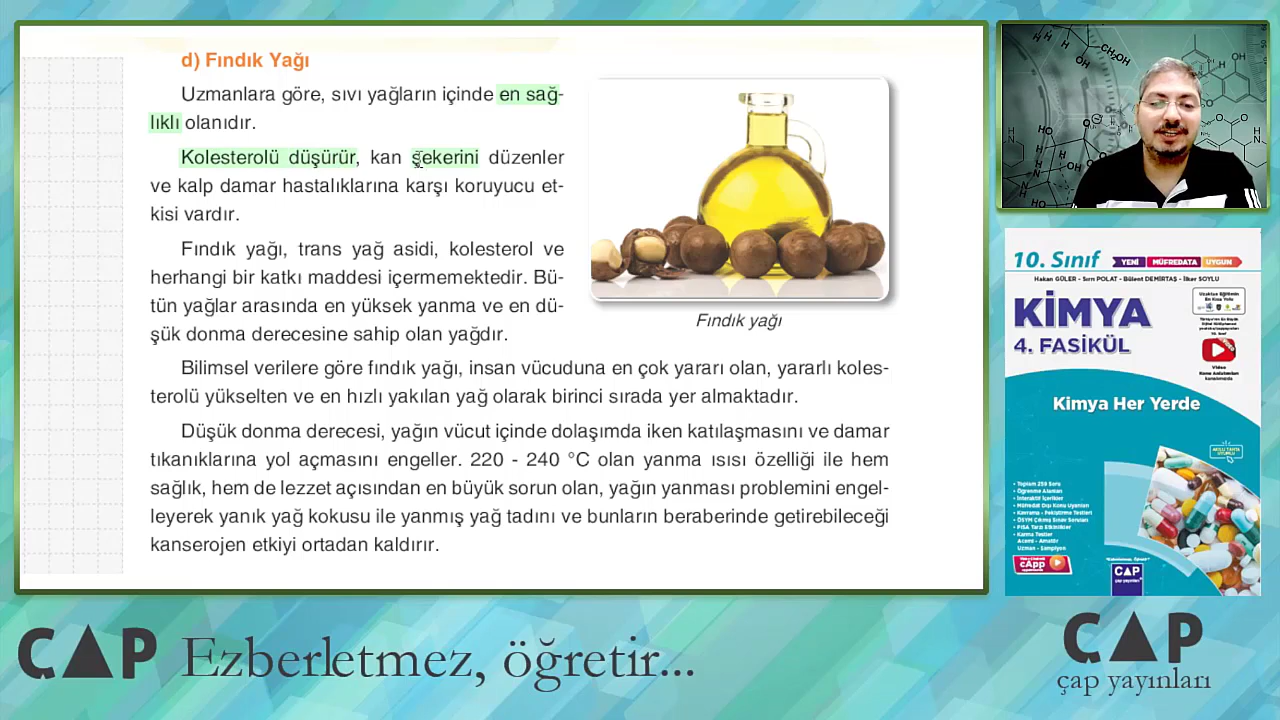 d) Fındık Yağı
Uzmanlara göre, sıvı yağların içinde en sağ-
lıklı olanıdır.
Kolesterolü düşürür, kan şekerini düzenler
ve kalp damar hastalıklarına karşı koruyucu et-
kisi vardır.
Fındık yağı, trans yağ asidi, kolesterol ve
herhangi bir katkı maddesi içermemektedir. Bü-
tün yağlar arasında en yüksek yanma ve en dü-
şük donma derecesine sahip olan yağdır.
Fındık yağı
Bilimsel verilere göre fındık yağı, insan vücuduna en çok yararı olan, yararlı koles-
terolü yükselten ve en hızlı yakılan yağ olarak birinci sırada yer almaktadır.
Düşük donma derecesi, yağın vücut içinde dolaşımda iken katılaşmasını ve damar
tıkanıklarına yol açmasını engeller. 220 - 240 °C olan yanma ısısı özelliği ile hem
sağlık, hem de lezzet açısından en büyük sorun olan, yağın yanması problemini engel-
leyerek yanık yağ kokusu ve yanmış yağ tadını ve bunların beraberinde getirebileceği
kanserojen etkiyi ortadan kaldırır.
10. Sınıf
YENİ MÜFREDATA UYGUN
Hakan GÜLER - Sırrı POLAT - Bülent DEMİRTAŞ - İlker SOYLU
KİMYA
4. FASİKÜL
Kimya Her Yerde
ÇAP
Ezberletmez, öğretir...
ÇAP
çap yayınları